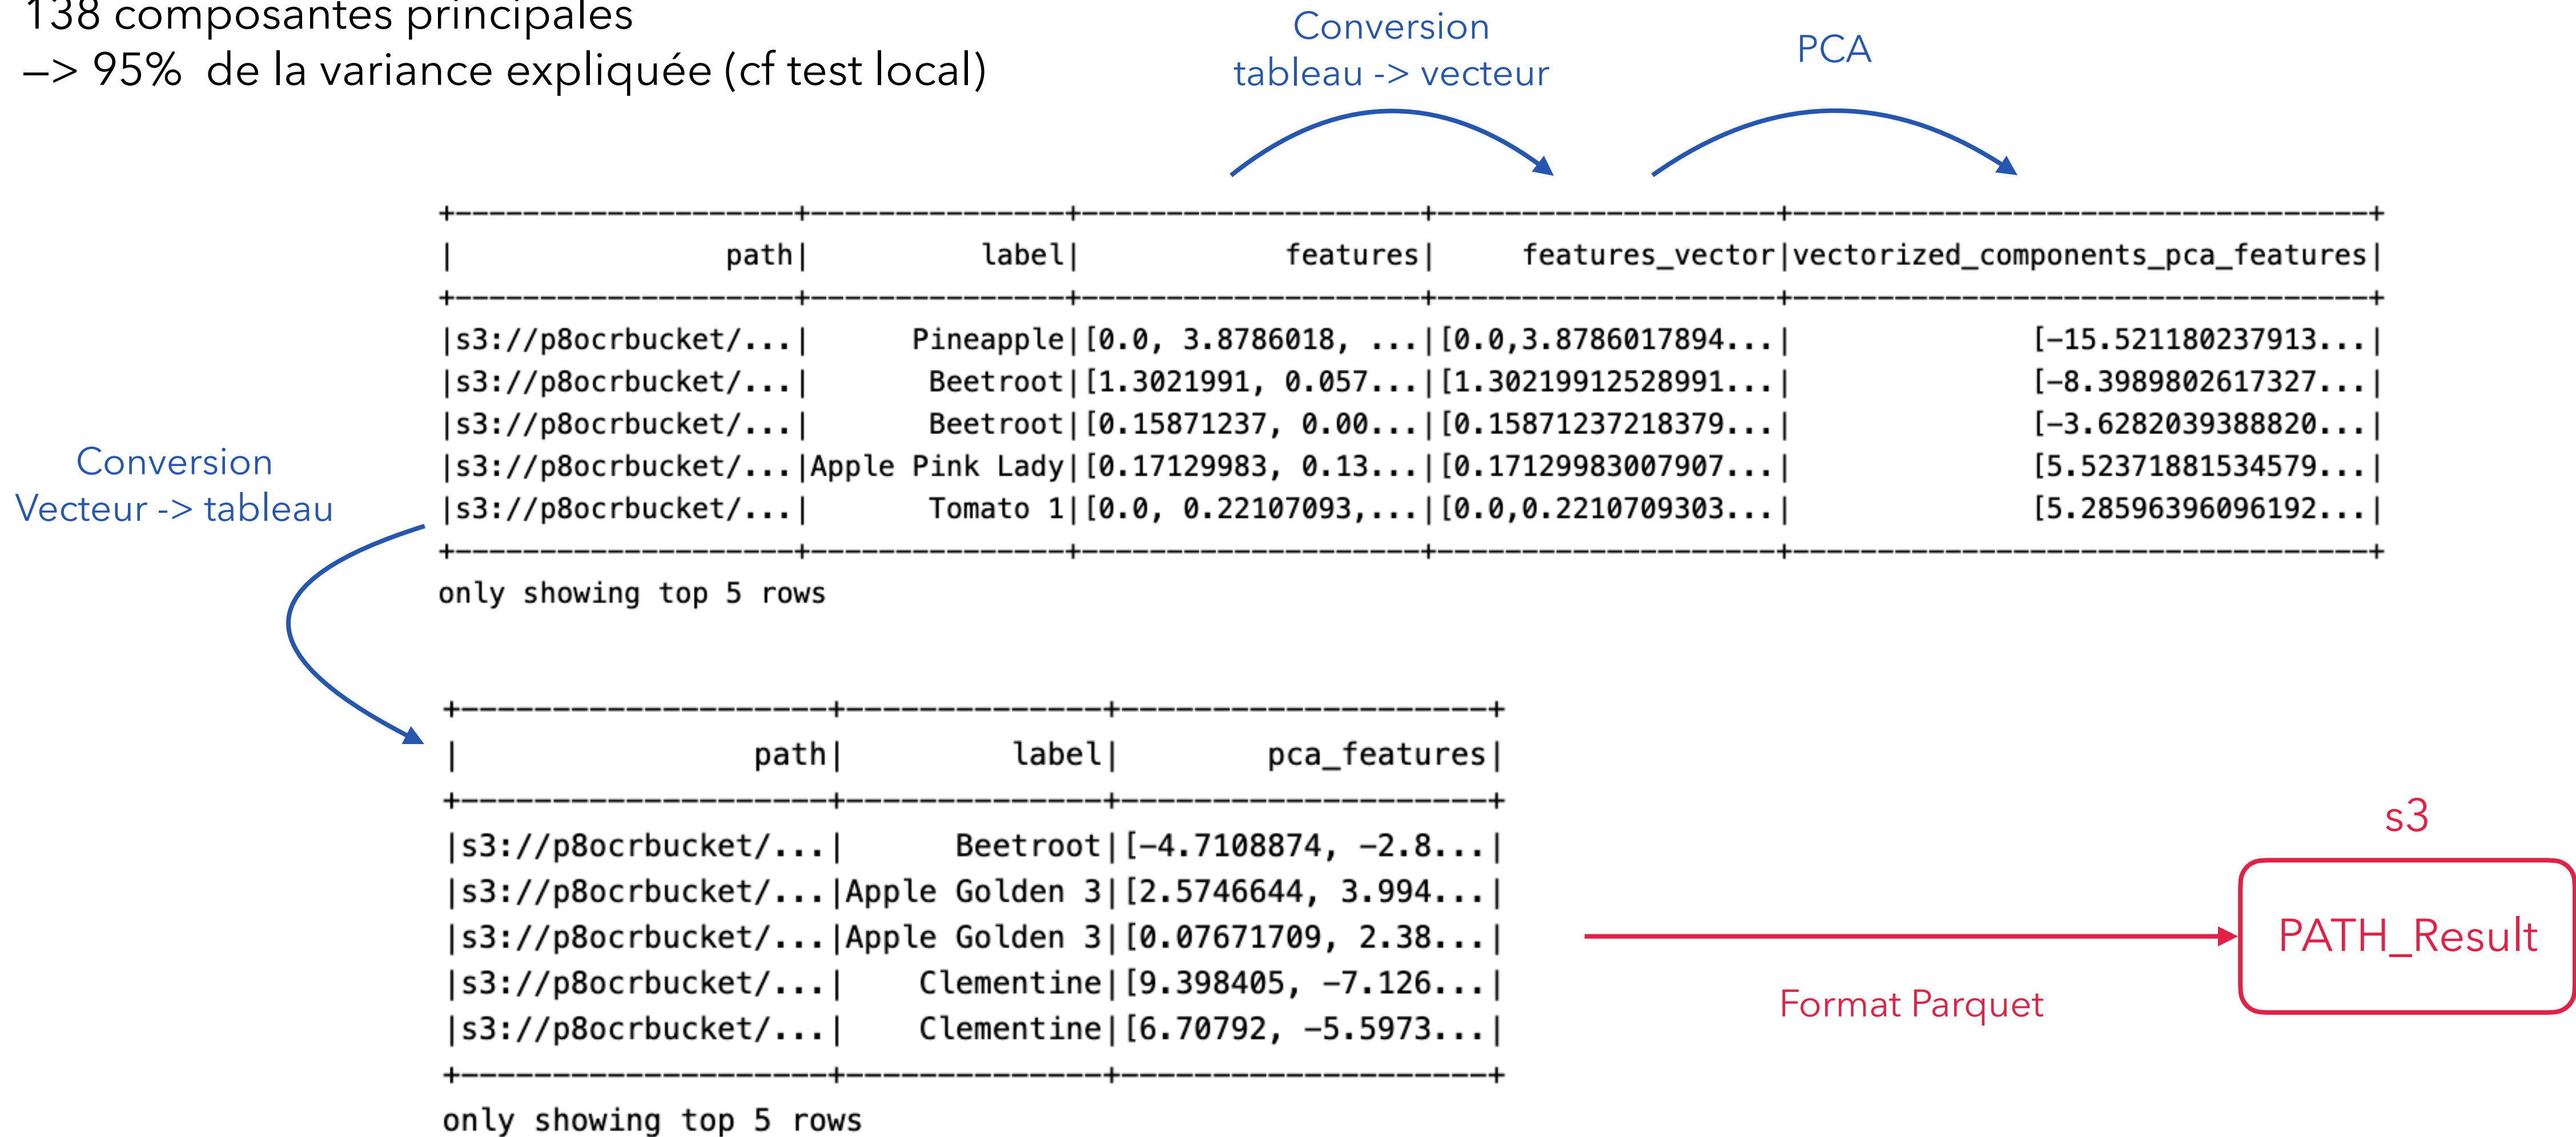 138 composantes principales
—> 95% de la variance expliquée (cf test local)
Conversion
tableau -> vecteur
PCA
+--------------------+--------------+--------------------+--------------------+----------------------------------+
|                path|         label|            features|     features_vector|vectorized_components_pca_features|
+--------------------+--------------+--------------------+--------------------+----------------------------------+
|s3://p8ocrbucket/...|     Pineapple|[0.0, 3.8786018, ...|[0.0,3.8786017894...|              [-15.521180237913...|
|s3://p8ocrbucket/...|      Beetroot|[1.3021991, 0.057...|[1.30219912528991...|              [-8.3989802617327...|
|s3://p8ocrbucket/...|      Beetroot|[0.15871237, 0.00...|[0.15871237218379...|              [-3.6282039388820...|
|s3://p8ocrbucket/...|Apple Pink Lady|[0.17129983, 0.13...|[0.17129983007907...|              [5.52371881534579...|
|s3://p8ocrbucket/...|      Tomato 1|[0.0, 0.22107093,...|[0.0,0.2210709303...|              [5.28596396096192...|
+--------------------+--------------+--------------------+--------------------+----------------------------------+
only showing top 5 rows
Conversion
Vecteur -> tableau
+--------------------+--------------+--------------------+
|                path|         label|        pca_features|
+--------------------+--------------+--------------------+
|s3://p8ocrbucket/...|      Beetroot|[-4.7108874, -2.8...|
|s3://p8ocrbucket/...|Apple Golden 3|[2.5746644, 3.994...|
|s3://p8ocrbucket/...|Apple Golden 3|[0.07671709, 2.38...|
|s3://p8ocrbucket/...|    Clementine|[9.398405, -7.126...|
|s3://p8ocrbucket/...|    Clementine|[6.70792, -5.5973...|
+--------------------+--------------+--------------------+
only showing top 5 rows
s3
PATH_Result
Format Parquet